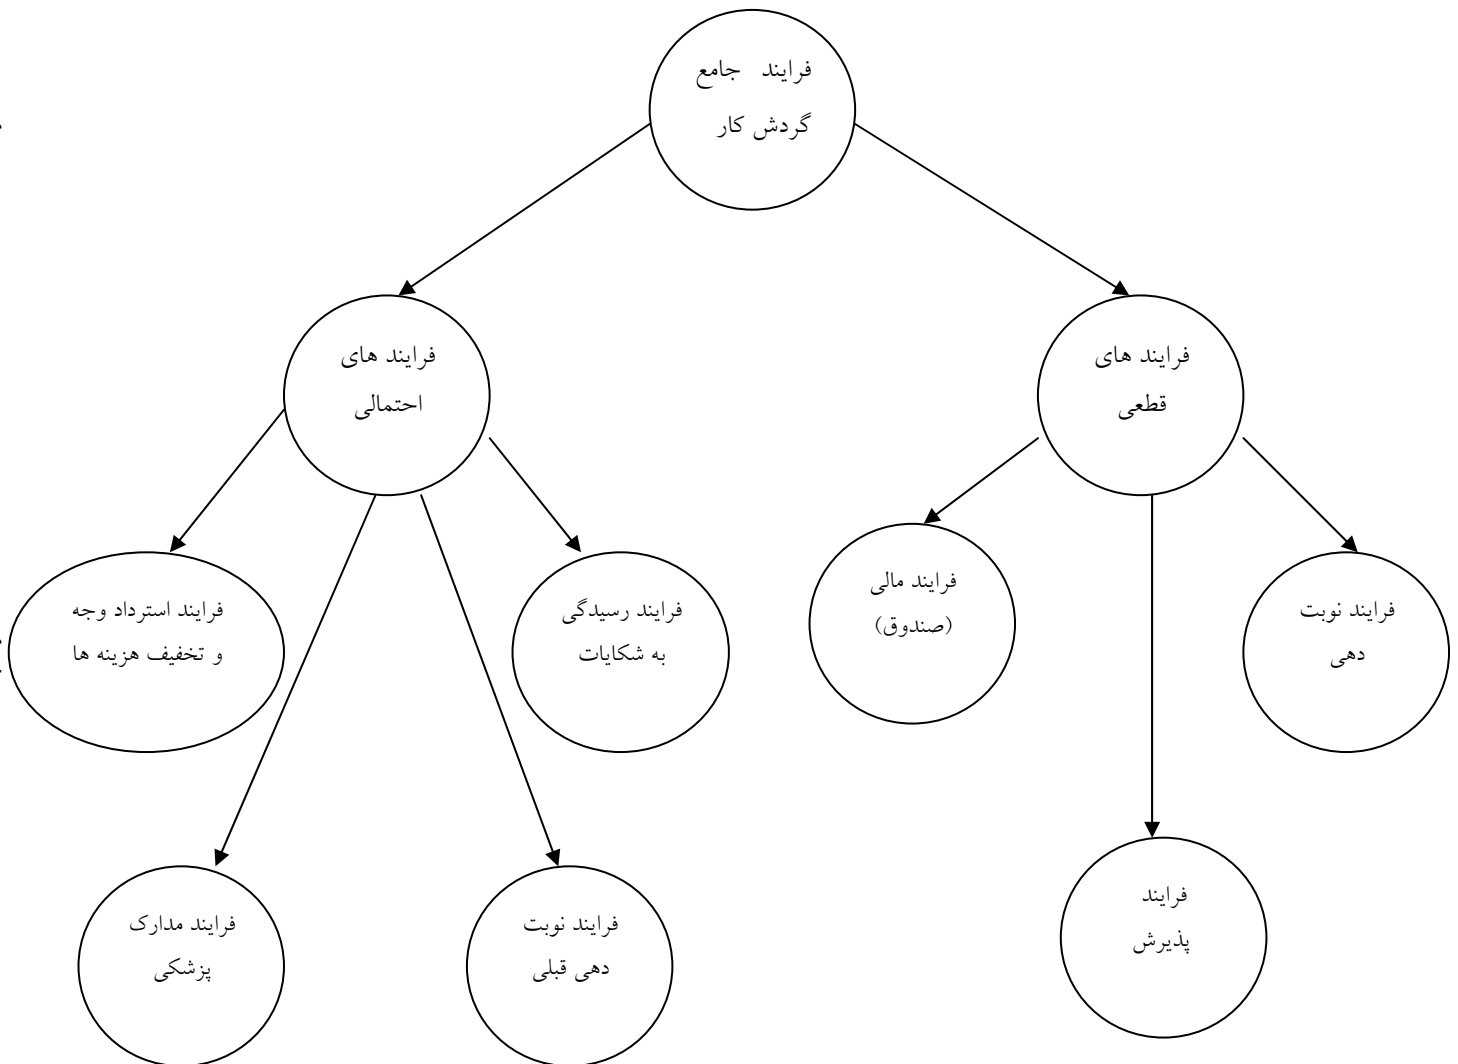 فرایند جامع
گردش کار
فرایند های
قطعی
فرایند های
احتمالی
فرایند نوبت
دهی
فرایند مالی
(صندوق)
فرایند رسیدگی
به شکایات
فرایند استرداد وجه
و تخفیف هزینه ها
فرایند
پذیرش
فرایند نوبت
دهی قبلی
فرایند مدارک
پزشکی